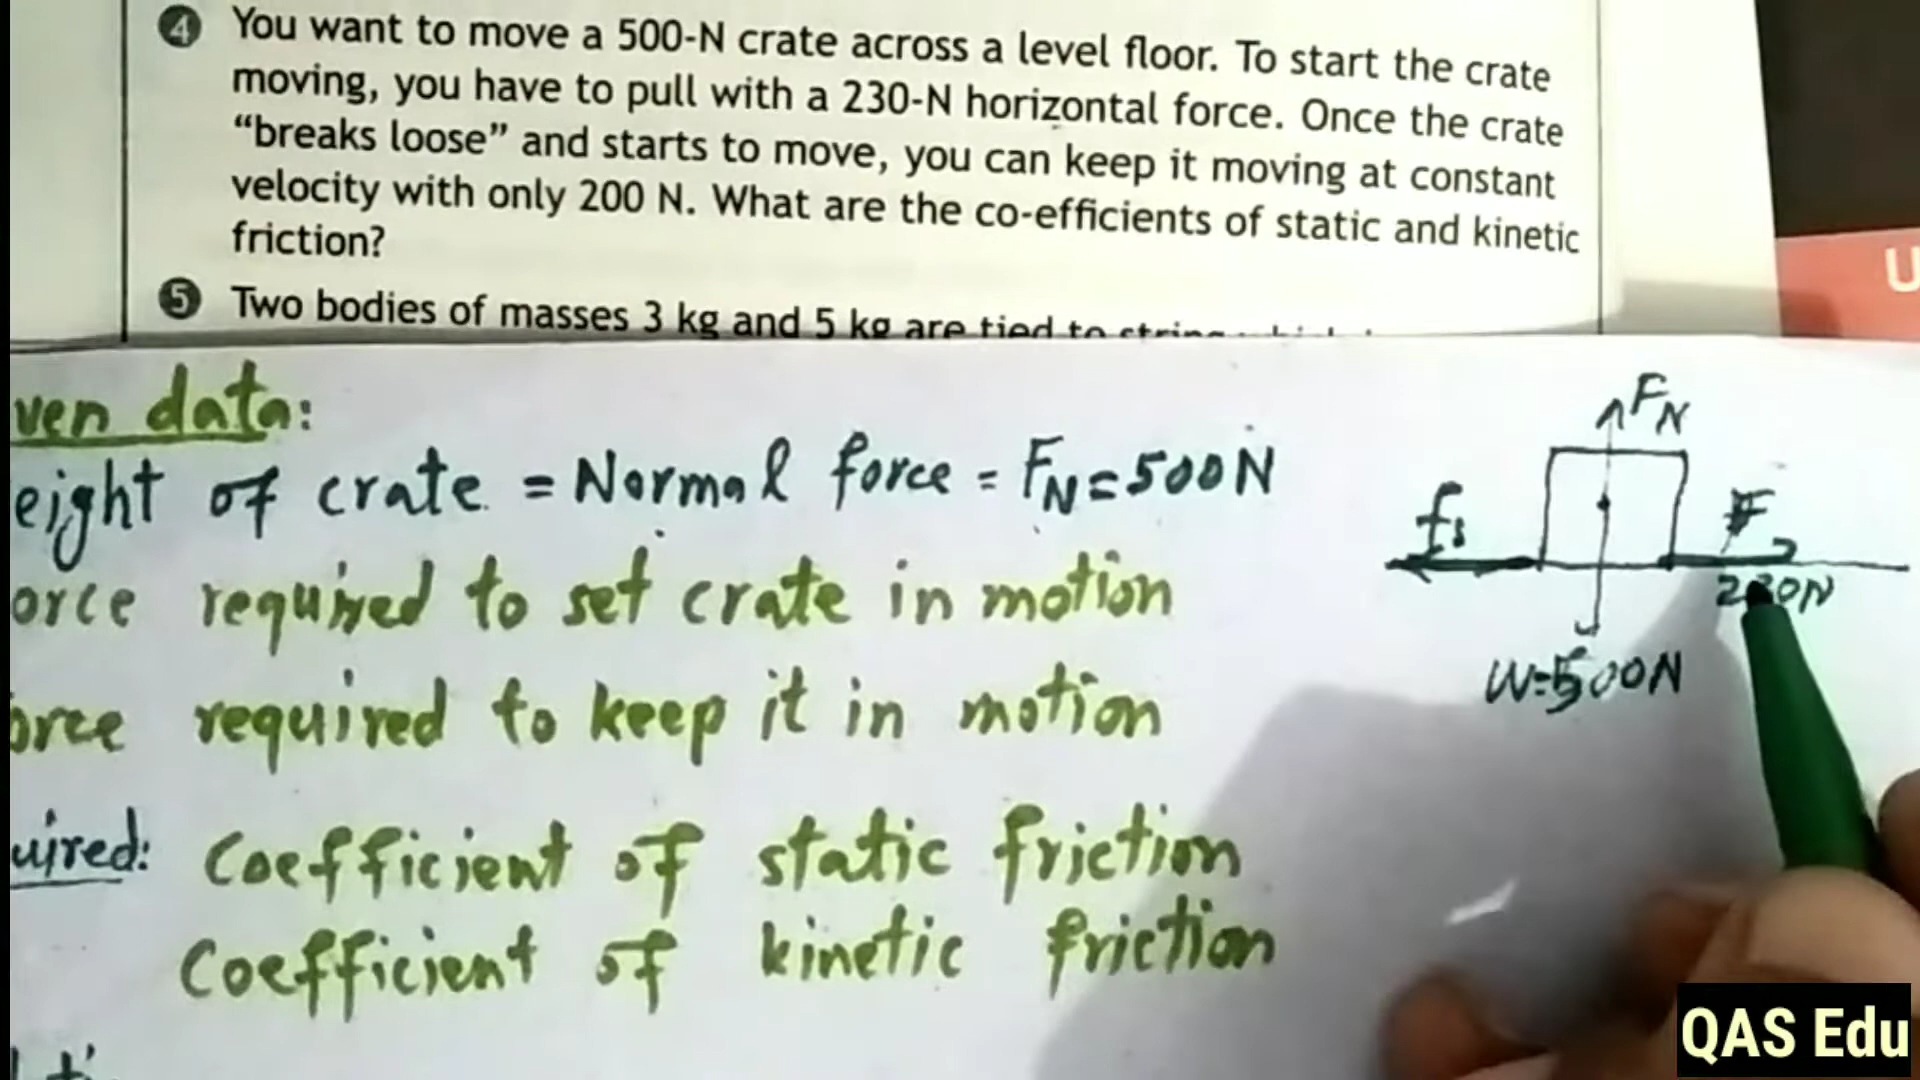 4 You want to move a 500-N crate across a level floor. To start the crate
moving, you have to pull with a 230-N horizontal force. Once the crate
“breaks loose” and starts to move, you can keep it moving at constant
velocity with only 200 N. What are the co-efficients of static and kinetic
friction?
5 Two bodies of masses 3 kg and 5 kg are tied to
U
ven data:
eight of crate = Normal force = FN = 500N
orce required to set crate in motion
orce required to keep it in motion
uired: Coefficient of static friction
Coefficient of kinetic friction
FN
fs
F
230N
W=500N
QAS Edu